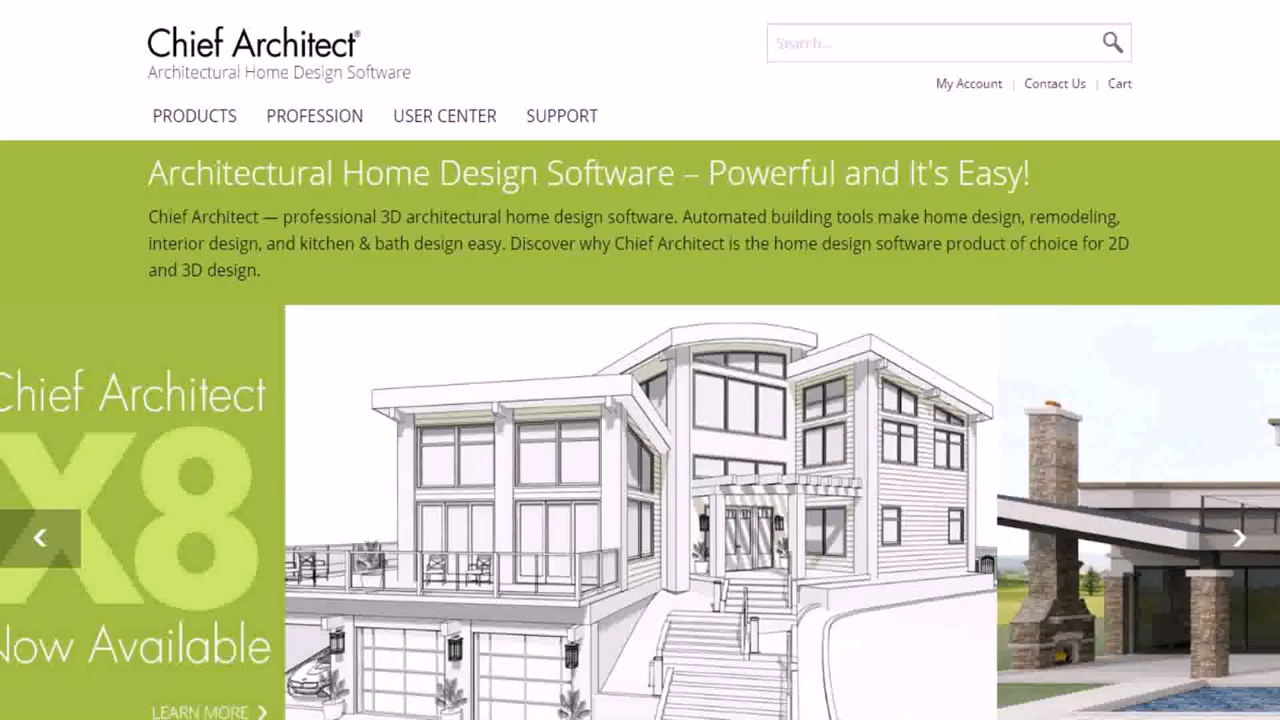 Chief Architect®
Architectural Home Design Software
Search...
My Account | Contact Us | Cart
PRODUCTS PROFESSION USER CENTER SUPPORT
Architectural Home Design Software – Powerful and It's Easy!
Chief Architect — professional 3D architectural home design software. Automated building tools make home design, remodeling,
interior design, and kitchen & bath design easy. Discover why Chief Architect is the home design software product of choice for 2D
and 3D design.
Chief Architect
X8
Now Available
LEARN MORE